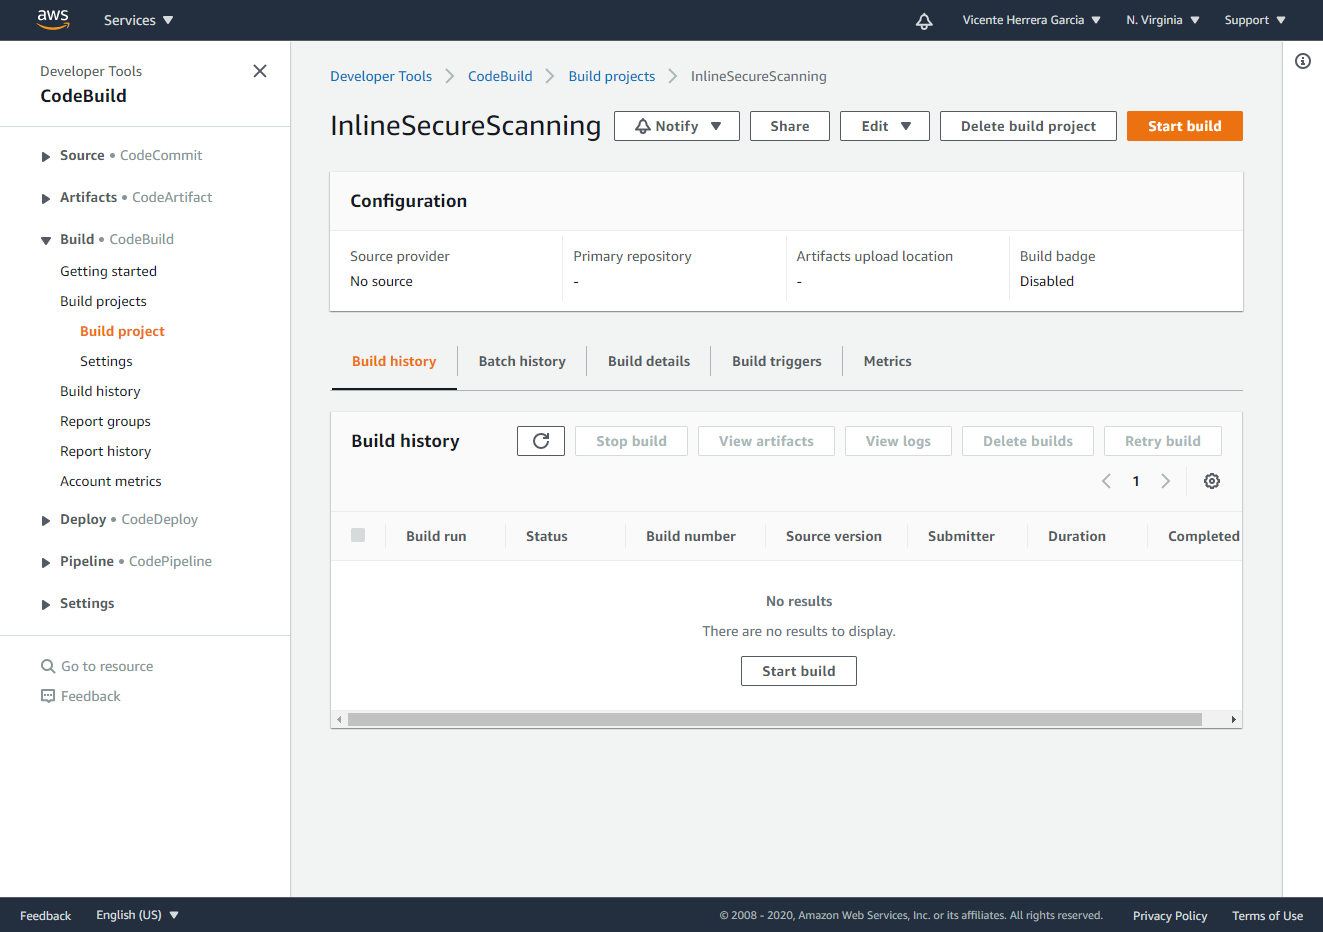 aws Services Vicente Herrera Garcia N. Virginia Support
Developer Tools
CodeBuild
Source • CodeCommit
Artifacts • CodeArtifact
Build • CodeBuild
Getting started
Build projects
Build project
Settings
Build history
Report groups
Report history
Account metrics
Deploy • CodeDeploy
Pipeline • CodePipeline
Settings
Go to resource
Feedback
Developer Tools CodeBuild Build projects InlineSecureScanning
InlineSecureScanning Notify Share Edit Delete build project Start build
Configuration
Source provider Primary repository Artifacts upload location Build badge
No source - - Disabled
Build history Batch history Build details Build triggers Metrics
Build history Stop build View artifacts View logs Delete builds Retry build
1
Build run Status Build number Source version Submitter Duration Completed
No results
There are no results to display.
Start build
Feedback English (US) © 2008 - 2020, Amazon Web Services, Inc. or its affiliates. All rights reserved. Privacy Policy Terms of Use